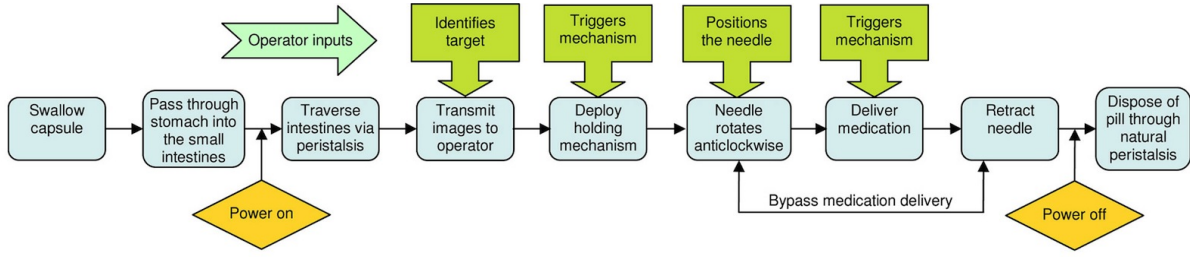 Operator inputs
Identifies
target
Triggers
mechanism
Positions
the needle
Triggers
mechanism
Swallow
capsule
Pass through
stomach into
the small
intestines
Traverse
intestines via
peristalsis
Transmit
images to
operator
Deploy
holding
mechanism
Needle
rotates
anticlockwise
Deliver
medication
Retract
needle
Dispose of
pill through
natural
peristalsis
Power on
Bypass medication delivery
Power off